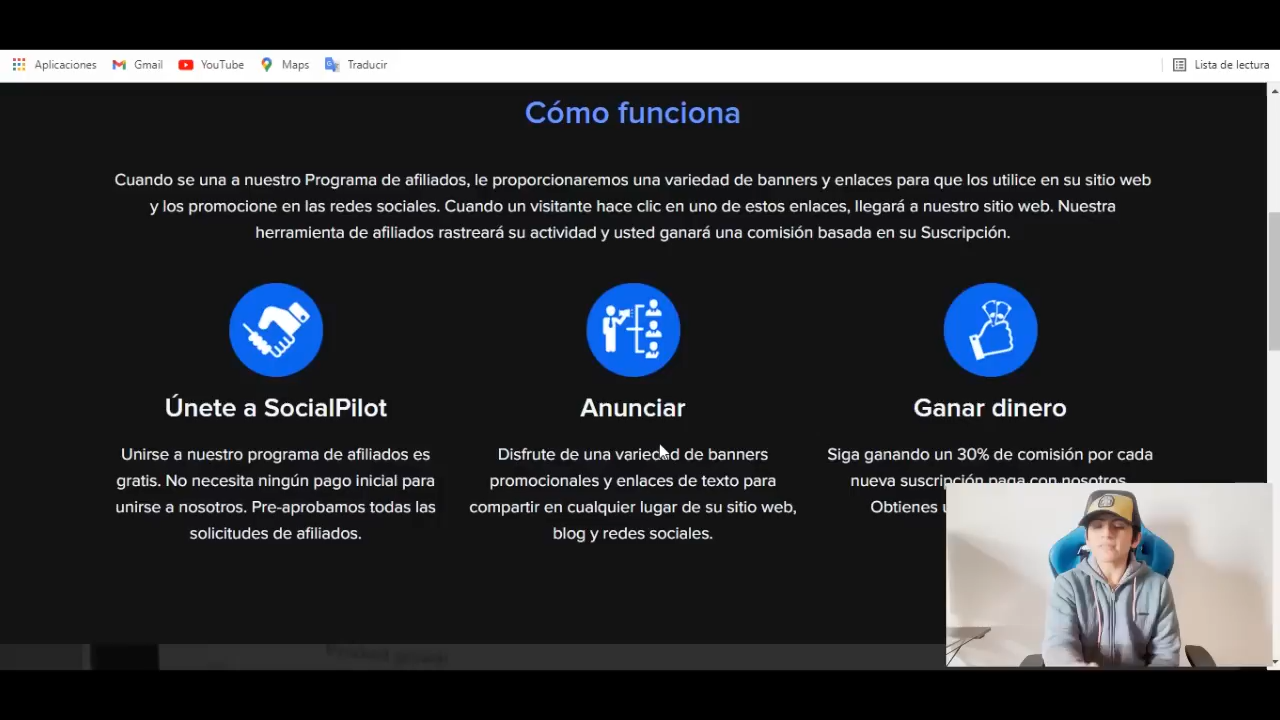 Aplicaciones Gmail YouTube Maps Traducir Lista de lectura
Cómo funciona
Cuando se una a nuestro Programa de afiliados, le proporcionaremos una variedad de banners y enlaces para que los utilice en su sitio web
y los promocione en las redes sociales. Cuando un visitante hace clic en uno de estos enlaces, llegará a nuestro sitio web. Nuestra
herramienta de afiliados rastreará su actividad y usted ganará una comisión basada en su Suscripción.
Únete a SocialPilot
Unirse a nuestro programa de afiliados es
gratis. No necesita ningún pago inicial para
unirse a nosotros. Pre-aprobamos todas las
solicitudes de afiliados.
Anunciar
Disfrute de una variedad de banners
promocionales y enlaces de texto para
compartir en cualquier lugar de su sitio web,
blog y redes sociales.
Ganar dinero
Siga ganando un 30% de comisión por cada
nueva suscripción paga con nosotros.
Obtienes